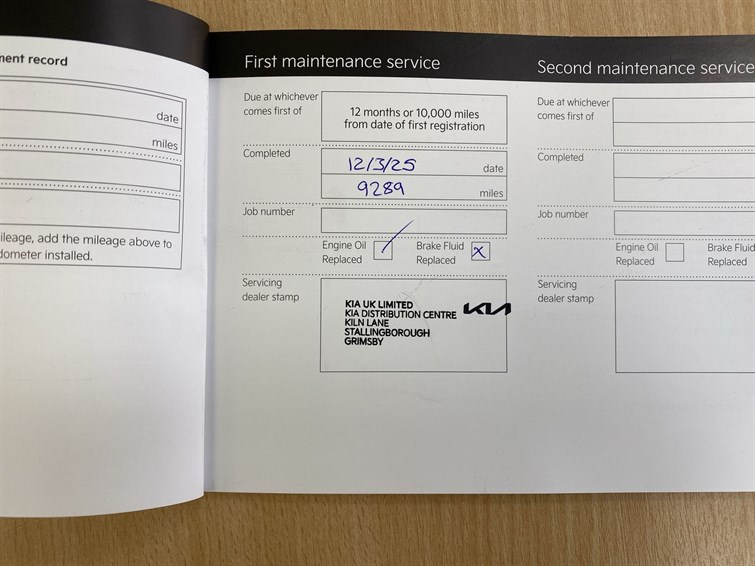 ment record
date
miles
ileage, add the mileage above to
dometer installed.
First maintenance service
Due at whichever
comes first of
12 months or 10,000 miles
from date of first registration
Completed
12/3/25 date
9289 miles
Job number
Engine Oil
Replaced
Brake Fluid
Replaced
X
Servicing
dealer stamp
KIA UK LIMITED
KIA DISTRIBUTION CENTRE
KILN LANE
STALLINGBOROUGH
GRIMSBY
KIA
Second maintenance service
Due at whichever
comes first of
Completed
Job number
Engine Oil
Replaced
Brake Fluid
Replaced
Servicing
dealer stamp